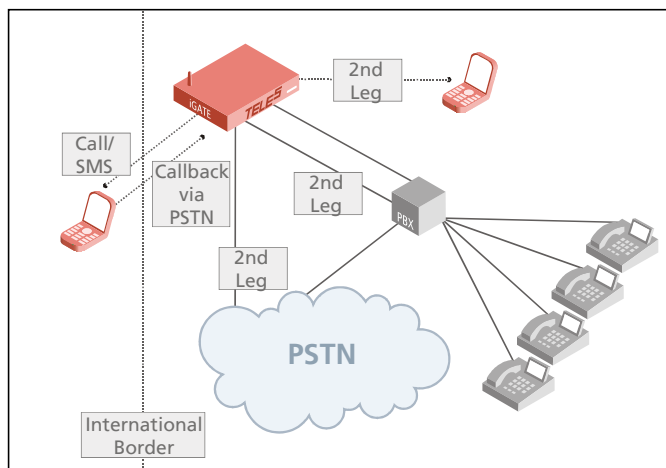 2nd
Leg
iGATE
TELES
Call/
SMS
Callback
via
PSTN
2nd
Leg
PBX
2nd
Leg
PSTN
International
Border